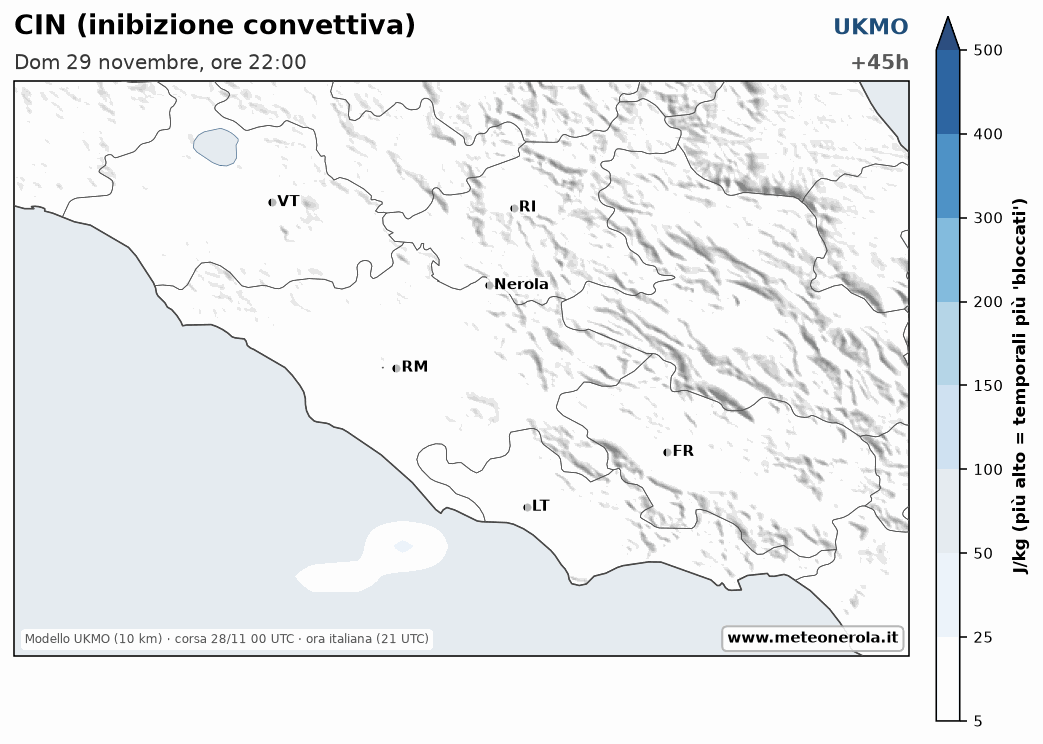 CIN (inibizione convettiva)
UKMO
Dom 29 novembre, ore 22:00
+45h
VT
RI
Nerola
RM
FR
LT
Modello UKMO (10 km) · corsa 28/11 00 UTC · ora italiana (21 UTC)
www.meteonerola.it
500
400
300
200
150
100
50
25
5
J/kg (più alto = temporali più 'bloccati')